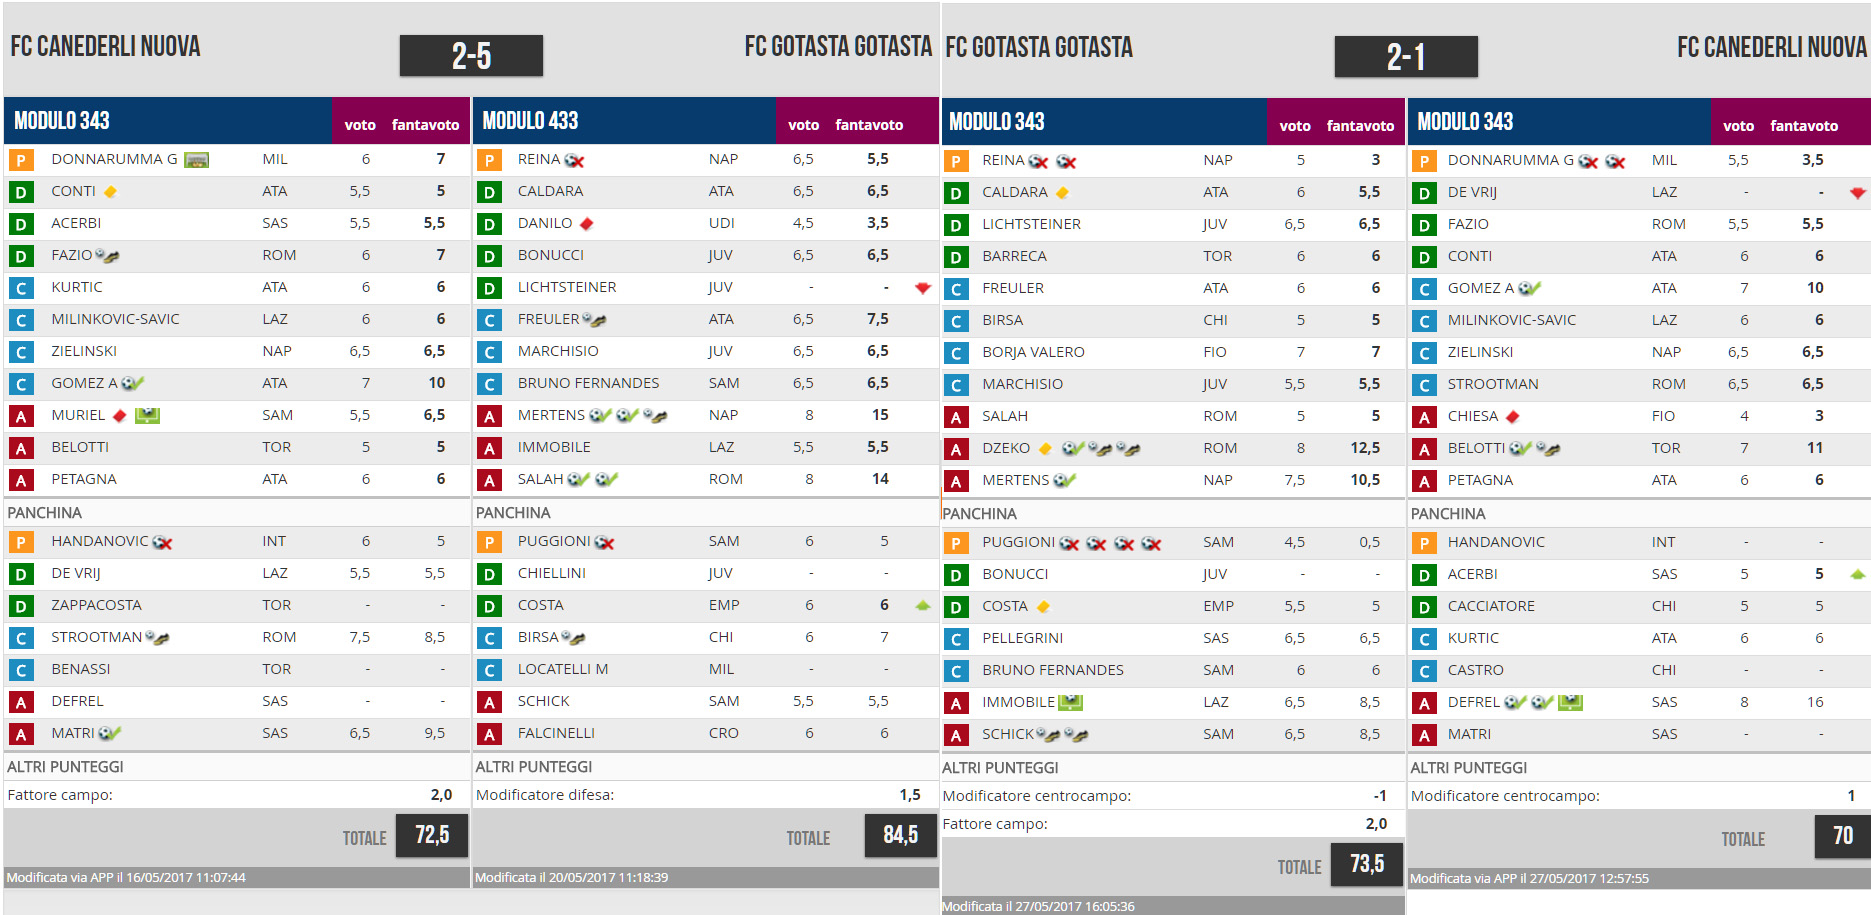 FC CANEDERLI NUOVA 2-5 FC GOTASTA GOTASTA
MODULO 343 voto fantavoto
P DONNARUMMA G MIL 6 7
D CONTI ATA 5,5 5
D ACERBI SAS 5,5 5,5
D FAZIO ROM 6 7
C KURTIC ATA 6 6
C MILINKOVIC-SAVIC LAZ 6 6
C ZIELINSKI NAP 6,5 6,5
C GOMEZ A ATA 7 10
A MURIEL SAM 5,5 6,5
A BELOTTI TOR 5 5
A PETAGNA ATA 6 6
PANCHINA
P HANDANOVIC INT 6 5
D DE VRIJ LAZ 5,5 5,5
D ZAPPACOSTA TOR - -
C STROOTMAN ROM 7,5 8,5
C BENASSI TOR - -
A DEFREL SAS - -
A MATRI SAS 6,5 9,5
ALTRI PUNTEGGI
Fattore campo: 2,0
TOTALE 72,5
Modificata via APP il 16/05/2017 11:07:44
MODULO 433 voto fantavoto
P REINA NAP 6,5 5,5
D CALDARA ATA 6,5 6,5
D DANILO UDI 4,5 3,5
D BONUCCI JUV 6,5 6,5
D LICHTSTEINER JUV - -
C FREULER ATA 6,5 7,5
C MARCHISIO JUV 6,5 6,5
C BRUNO FERNANDES SAM 6,5 6,5
A MERTENS NAP 8 15
A IMMOBILE LAZ 5,5 5,5
A SALAH ROM 8 14
PANCHINA
P PUGGIONI SAM 6 5
D CHIELLINI JUV - -
D COSTA EMP 6 6
C BIRSA CHI 6 7
C LOCATELLI M MIL - -
A SCHICK SAM 5,5 5,5
A FALCINELLI CRO 6 6
ALTRI PUNTEGGI
Modificatore difesa: 1,5
TOTALE 84,5
Modificata il 20/05/2017 11:18:39
FC GOTASTA GOTASTA 2-1 FC CANEDERLI NUOVA
MODULO 343 voto fantavoto
P REINA NAP 5 3
D CALDARA ATA 6 5,5
D LICHTSTEINER JUV 6,5 6,5
D BARRECA TOR 6 6
C FREULER ATA 6 6
C BIRSA CHI 5 5
C BORJA VALERO FIO 7 7
C MARCHISIO JUV 5,5 5,5
A SALAH ROM 5 5
A DZEKO ROM 8 12,5
A MERTENS NAP 7,5 10,5
PANCHINA
P PUGGIONI SAM 4,5 0,5
D BONUCCI JUV - -
D COSTA EMP 5,5 5
C PELLEGRINI SAS 6,5 6,5
C BRUNO FERNANDES SAM 6 6
A IMMOBILE LAZ 6,5 8,5
A SCHICK SAM 6,5 8,5
ALTRI PUNTEGGI
Modificatore centrocampo: -1
Fattore campo: 2,0
TOTALE 73,5
Modificata il 27/05/2017 16:05:36
MODULO 343 voto fantavoto
P DONNARUMMA G MIL 5,5 3,5
D DE VRIJ LAZ - -
D FAZIO ROM 5,5 5,5
D CONTI ATA 6 6
C GOMEZ A ATA 7 10
C MILINKOVIC-SAVIC LAZ 6 6
C ZIELINSKI NAP 6,5 6,5
C STROOTMAN ROM 6,5 6,5
A CHIESA FIO 4 3
A BELOTTI TOR 7 11
A PETAGNA ATA 6 6
PANCHINA
P HANDANOVIC INT - -
D ACERBI SAS 5 5
D CACCIATORE CHI 5 5
C KURTIC ATA 6 6
C CASTRO CHI - -
A DEFREL SAS 8 16
A MATRI SAS - -
ALTRI PUNTEGGI
Modificatore centrocampo: 1
TOTALE 70
Modificata via APP il 27/05/2017 12:57:55